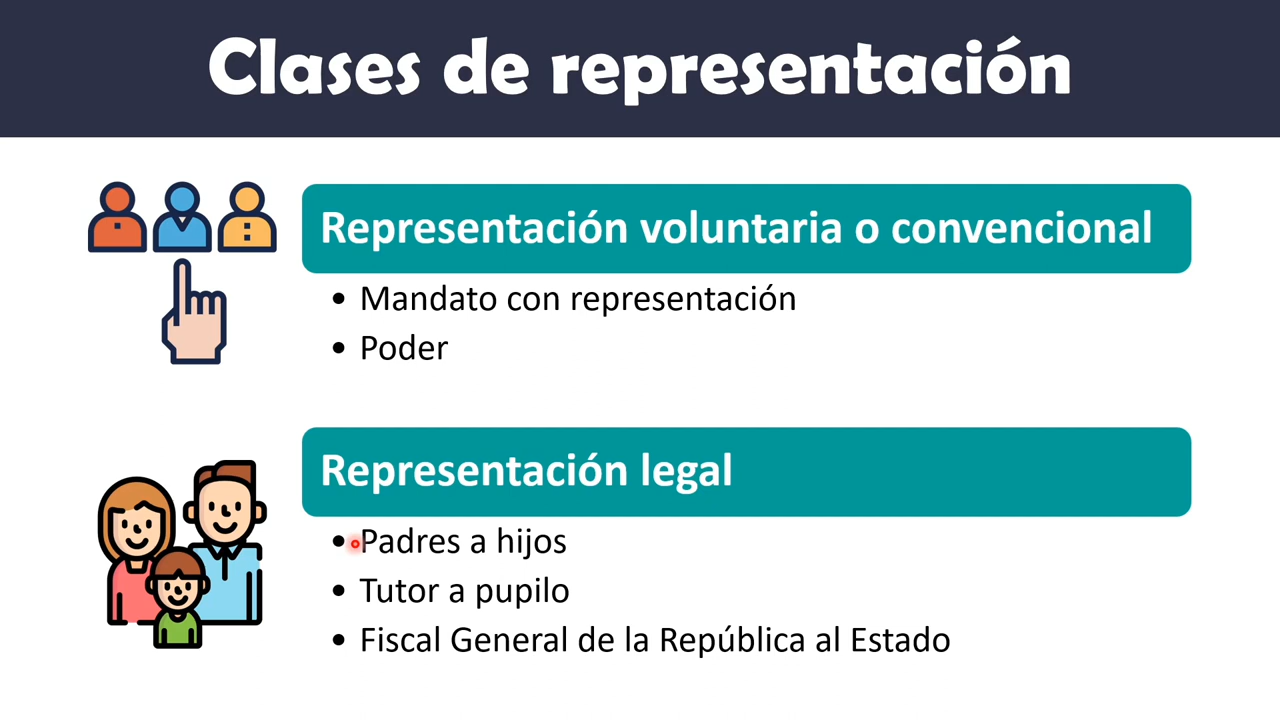 Clases de representación
Representación voluntaria o convencional
• Mandato con representación
• Poder
Representación legal
• Padres a hijos
• Tutor a pupilo
• Fiscal General de la República al Estado